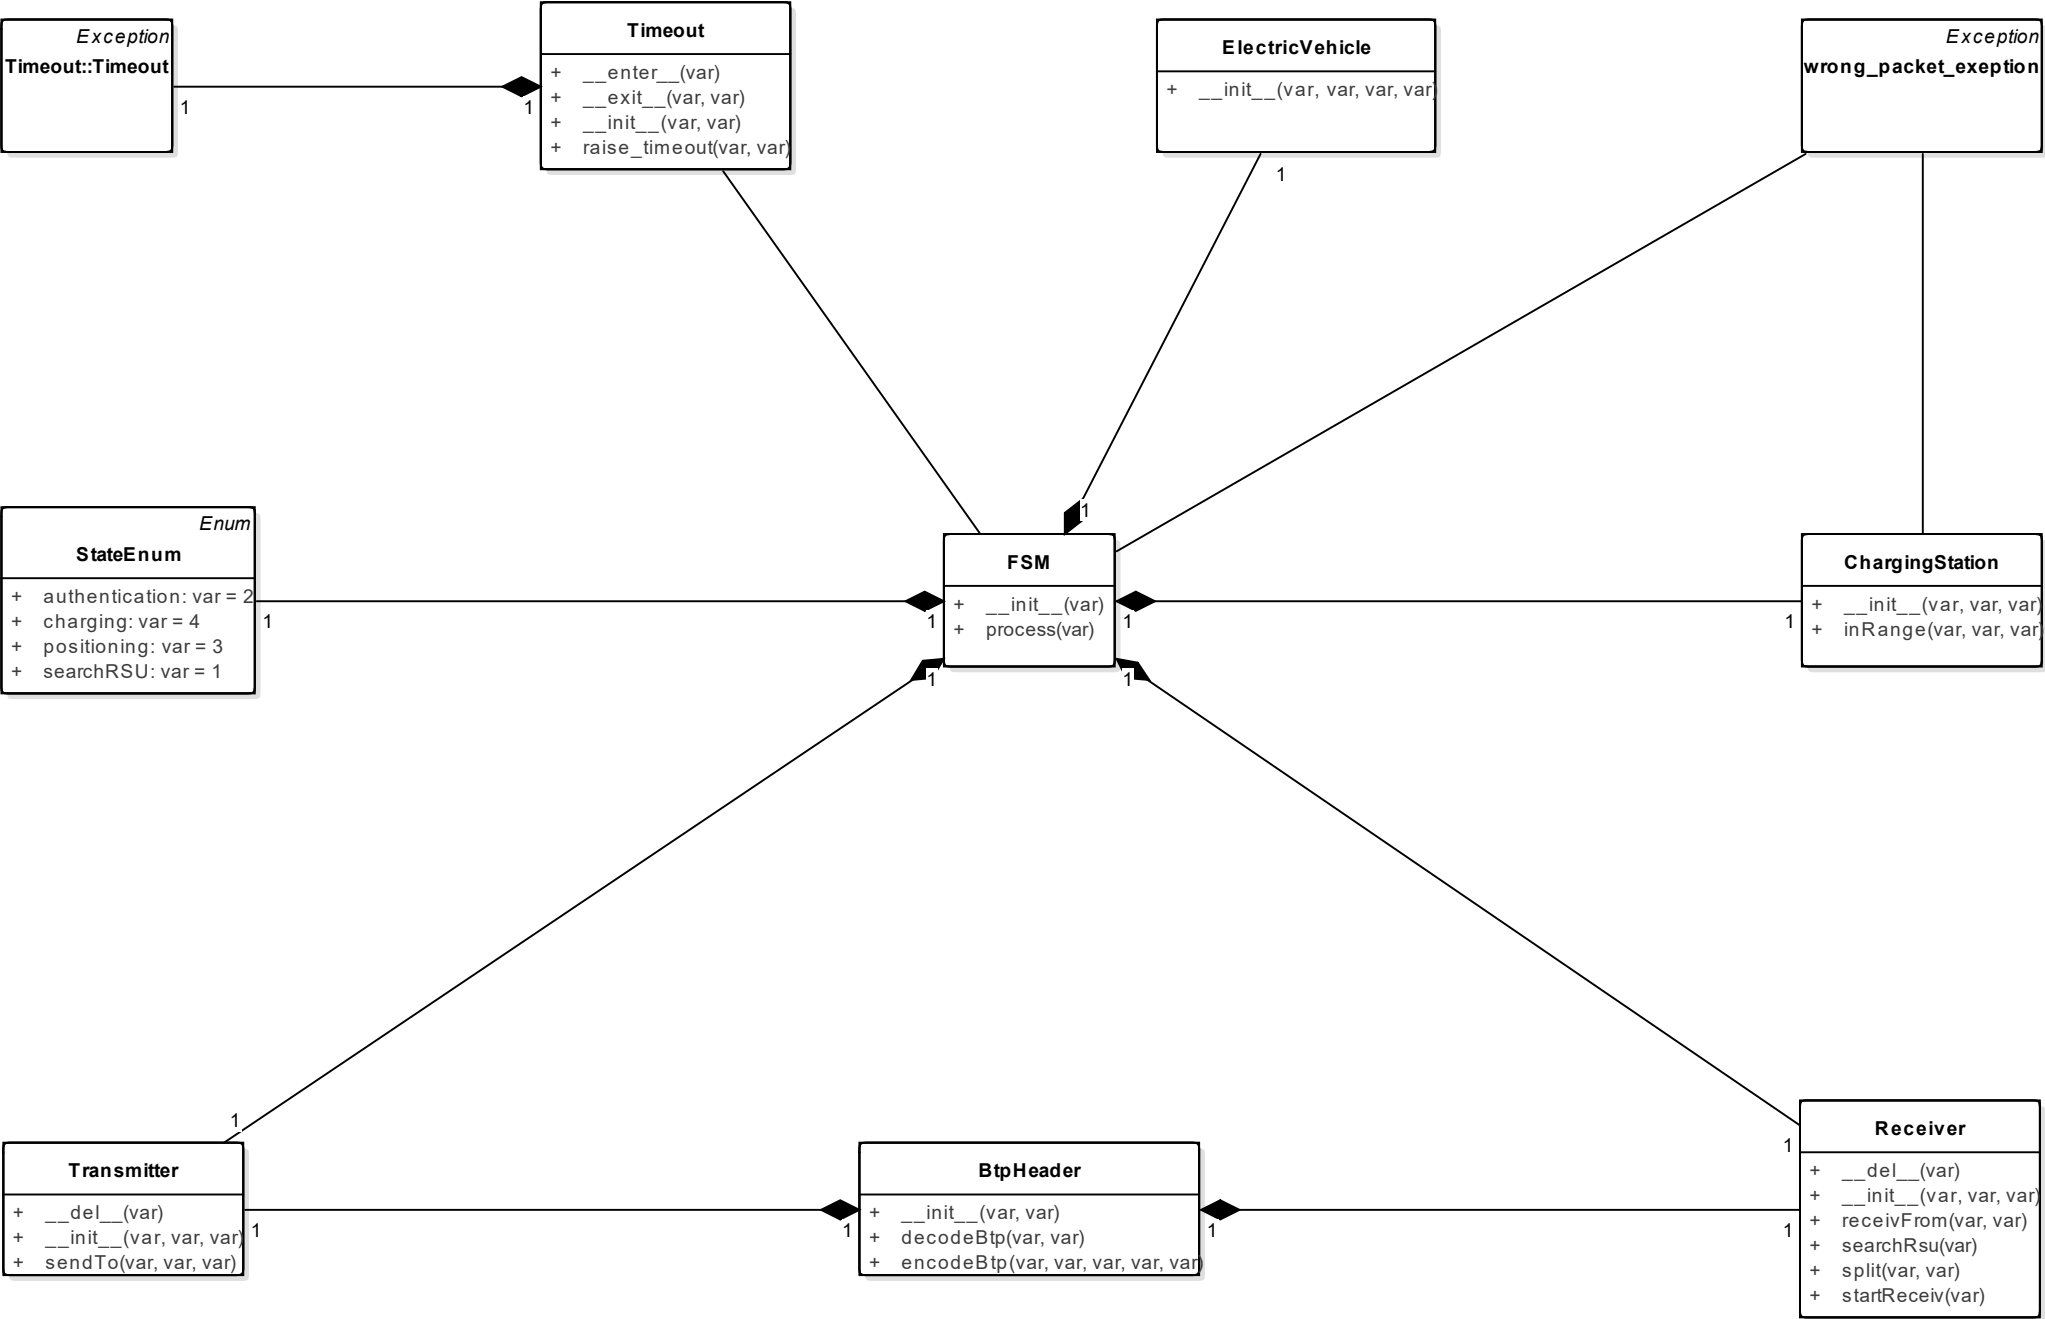 Exception
Timeout::Timeout
1
1
Timeout
+ __enter__(var)
+ __exit__(var, var)
+ __init__(var, var)
+ raise_timeout(var, var)
ElectricVehicle
+ __init__(var, var, var, var)
1
1
Exception
wrong_packet_exeption
Enum
StateEnum
+ authentication: var = 2
+ charging: var = 4
+ positioning: var = 3
+ searchRSU: var = 1
1
1
FSM
+ __init__(var)
+ process(var)
1
1
ChargingStation
+ __init__(var, var, var)
+ inRange(var, var, var)
1
1
1
1
Transmitter
+ __del__(var)
+ __init__(var, var, var)
+ sendTo(var, var, var)
1
1
BtpHeader
+ __init__(var, var)
+ decodeBtp(var, var)
+ encodeBtp(var, var, var, var, var)
1
1
Receiver
+ __del__(var)
+ __init__(var, var, var)
+ receivFrom(var, var)
+ searchRsu(var)
+ split(var, var)
+ startReceiv(var)